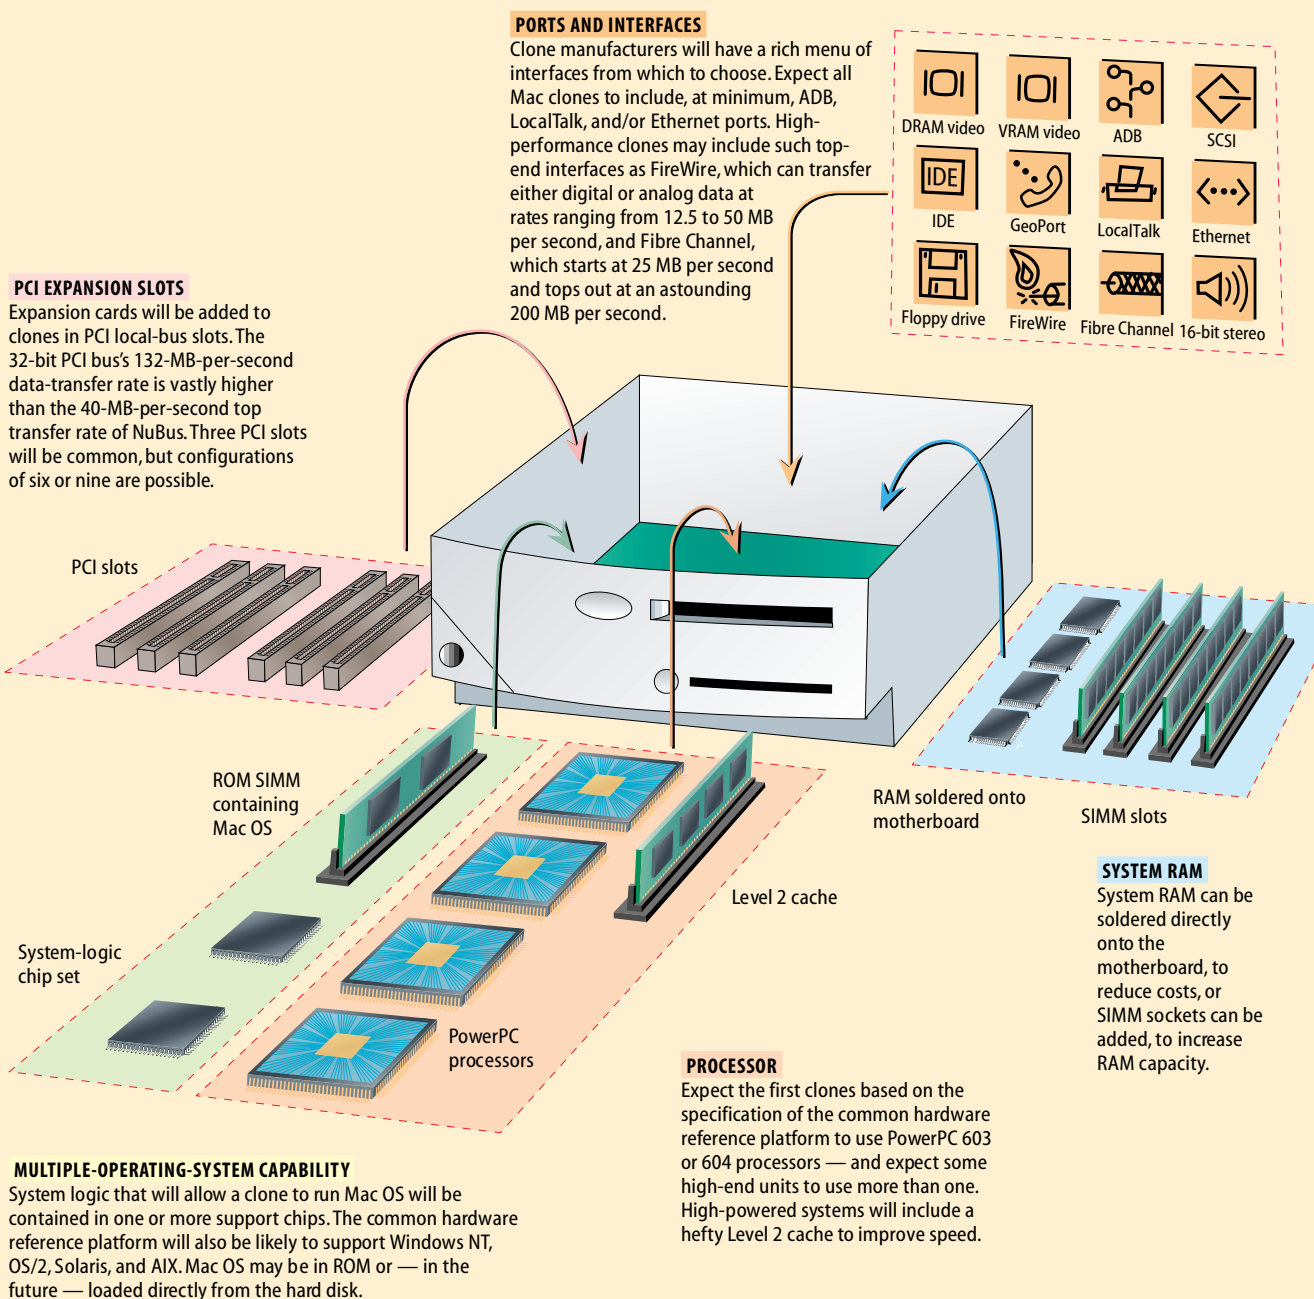 PORTS AND INTERFACES
Clone manufacturers will have a rich menu of
interfaces from which to choose. Expect all
Mac clones to include, at minimum, ADB,
LocalTalk, and/or Ethernet ports. High-
performance clones may include such top-
end interfaces as FireWire, which can transfer
either digital or analog data at
rates ranging from 12.5 to 50 MB
per second, and Fibre Channel,
which starts at 25 MB per second
and tops out at an astounding
200 MB per second.
DRAM video
VRAM video
ADB
SCSI
IDE
IDE
GeoPort
LocalTalk
Ethernet
Floppy drive
FireWire
Fibre Channel
16-bit stereo
PCI EXPANSION SLOTS
Expansion cards will be added to
clones in PCI local-bus slots. The
32-bit PCI bus's 132-MB-per-second
data-transfer rate is vastly higher
than the 40-MB-per-second top
transfer rate of NuBus. Three PCI slots
will be common, but configurations
of six or nine are possible.
PCI slots
ROM SIMM
containing
Mac OS
System-logic
chip set
PowerPC
processors
Level 2 cache
RAM soldered onto
motherboard
SIMM slots
SYSTEM RAM
System RAM can be
soldered directly
onto the
motherboard, to
reduce costs, or
SIMM sockets can be
added, to increase
RAM capacity.
PROCESSOR
Expect the first clones based on the
specification of the common hardware
reference platform to use PowerPC 603
or 604 processors — and expect some
high-end units to use more than one.
High-powered systems will include a
hefty Level 2 cache to improve speed.
MULTIPLE-OPERATING-SYSTEM CAPABILITY
System logic that will allow a clone to run Mac OS will be
contained in one or more support chips. The common hardware
reference platform will also be likely to support Windows NT,
OS/2, Solaris, and AIX. Mac OS may be in ROM or — in the
future — loaded directly from the hard disk.